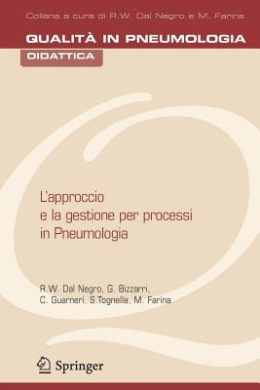 Collana a cura di R.W. Dal Negro e M. Farina
QUALITÀ IN PNEUMOLOGIA
DIDATTICA
L'approccio
e la gestione per processi
in Pneumologia
R.W. Dal Negro, G. Bizzarri,
C. Guarneri, S.Tognella, M. Farina
Springer